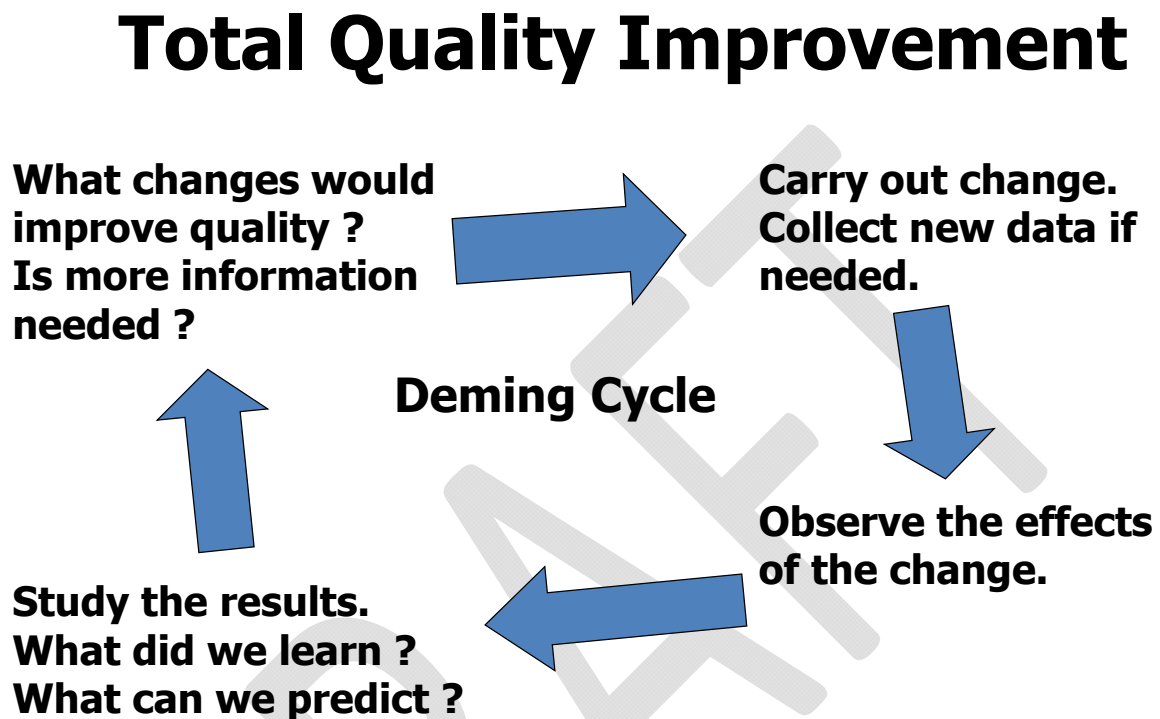 Total Quality Improvement
What changes would
improve quality ?
Is more information
needed ?
Carry out change.
Collect new data if
needed.
Deming Cycle
Observe the effects
of the change.
Study the results.
What did we learn ?
What can we predict ?
DRAFT